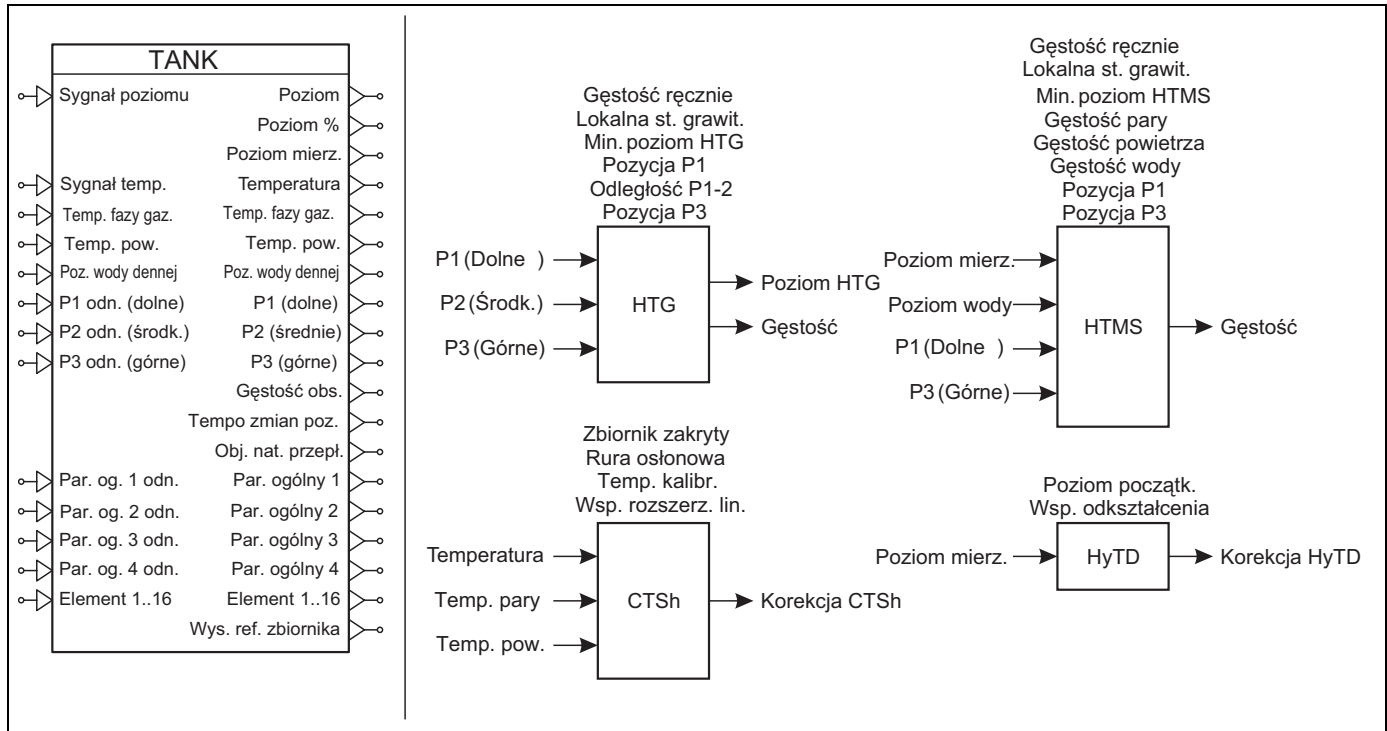 TANK
Sygnał poziomu Poziom
Poziom %
Poziom mierz.
Sygnał temp. Temperatura
Temp. fazy gaz. Temp. fazy gaz.
Temp. pow. Temp. pow.
Poz. wody dennej Poz. wody dennej
P1 odn. (dolne) P1 (dolne)
P2 odn. (środk.) P2 (średnie)
P3 odn. (górne) P3 (górne)
Gęstość obs.
Tempo zmian poz.
Obj. nat. przepł.
Par. og. 1 odn. Par. ogólny 1
Par. og. 2 odn. Par. ogólny 2
Par. og. 3 odn. Par. ogólny 3
Par. og. 4 odn. Par. ogólny 4
Element 1..16 Element 1..16
Wys. ref. zbiornika
Gęstość ręcznie
Lokalna st. grawit.
Min. poziom HTG
Pozycja P1
Odległość P1-2
Pozycja P3
P1 (Dolne )
P2 (Środk.)
P3 (Górne)
HTG
Poziom HTG
Gęstość
Gęstość ręcznie
Lokalna st. grawit.
Min. poziom HTMS
Gęstość pary
Gęstość powietrza
Gęstość wody
Pozycja P1
Pozycja P3
Poziom mierz.
Poziom wody
P1 (Dolne )
P3 (Górne)
HTMS
Gęstość
Zbiornik zakryty
Rura osłonowa
Temp. kalibr.
Wsp. rozszerz. lin.
Temperatura
Temp. pary
Temp. pow.
CTSh
Korekcja CTSh
Poziom początk.
Wsp. odkształcenia
Poziom mierz.
HyTD
Korekcja HyTD